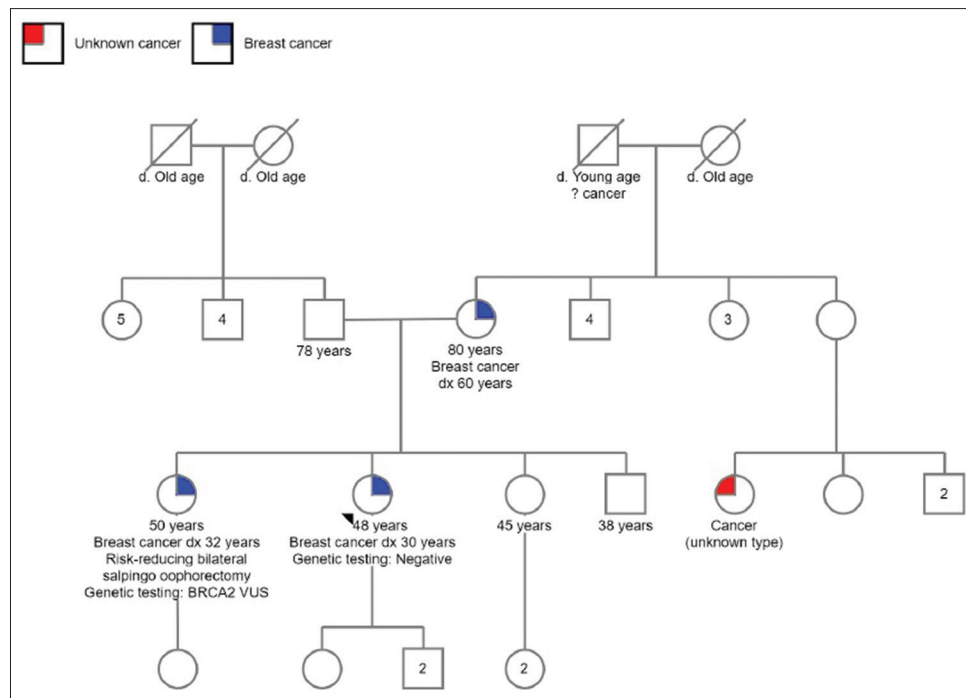 Unknown cancer
Breast cancer
d. Old age
d. Old age
d. Young age
? cancer
d. Old age
5
4
78 years
80 years
Breast cancer
dx 60 years
4
3
50 years
Breast cancer dx 32 years
Risk-reducing bilateral
salpingo oophorectomy
Genetic testing: BRCA2 VUS
48 years
Breast cancer dx 30 years
Genetic testing: Negative
45 years
38 years
Cancer
(unknown type)
2
2
2